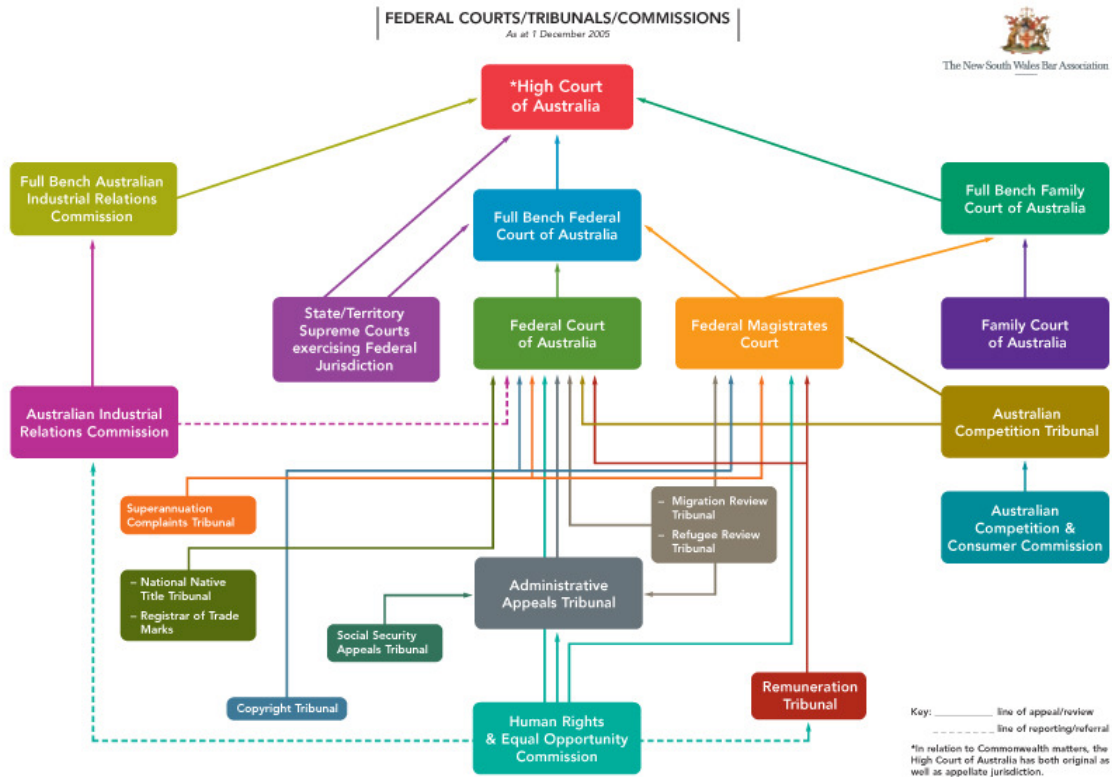 FEDERAL COURTS/TRIBUNALS/COMMISSIONS
As at 1 December 2005
The New South Wales Bar Association
*High Court
of Australia
Full Bench Australian
Industrial Relations
Commission
Full Bench Federal
Court of Australia
Full Bench Family
Court of Australia
State/Territory
Supreme Courts
exercising Federal
Jurisdiction
Federal Court
of Australia
Federal Magistrates
Court
Family Court
of Australia
Australian Industrial
Relations Commission
Australian
Competition Tribunal
Superannuation
Complaints Tribunal
– Migration Review
Tribunal
– Refugee Review
Tribunal
Australian
Competition &
Consumer Commission
– National Native
Title Tribunal
– Registrar of Trade
Marks
Administrative
Appeals Tribunal
Social Security
Appeals Tribunal
Copyright Tribunal
Human Rights
& Equal Opportunity
Commission
Remuneration
Tribunal
Key: __________ line of appeal/review
_ _ _ _ _ _ _ _ line of reporting/referral
*In relation to Commonwealth matters, the
High Court of Australia has both original as
well as appellate jurisdiction.